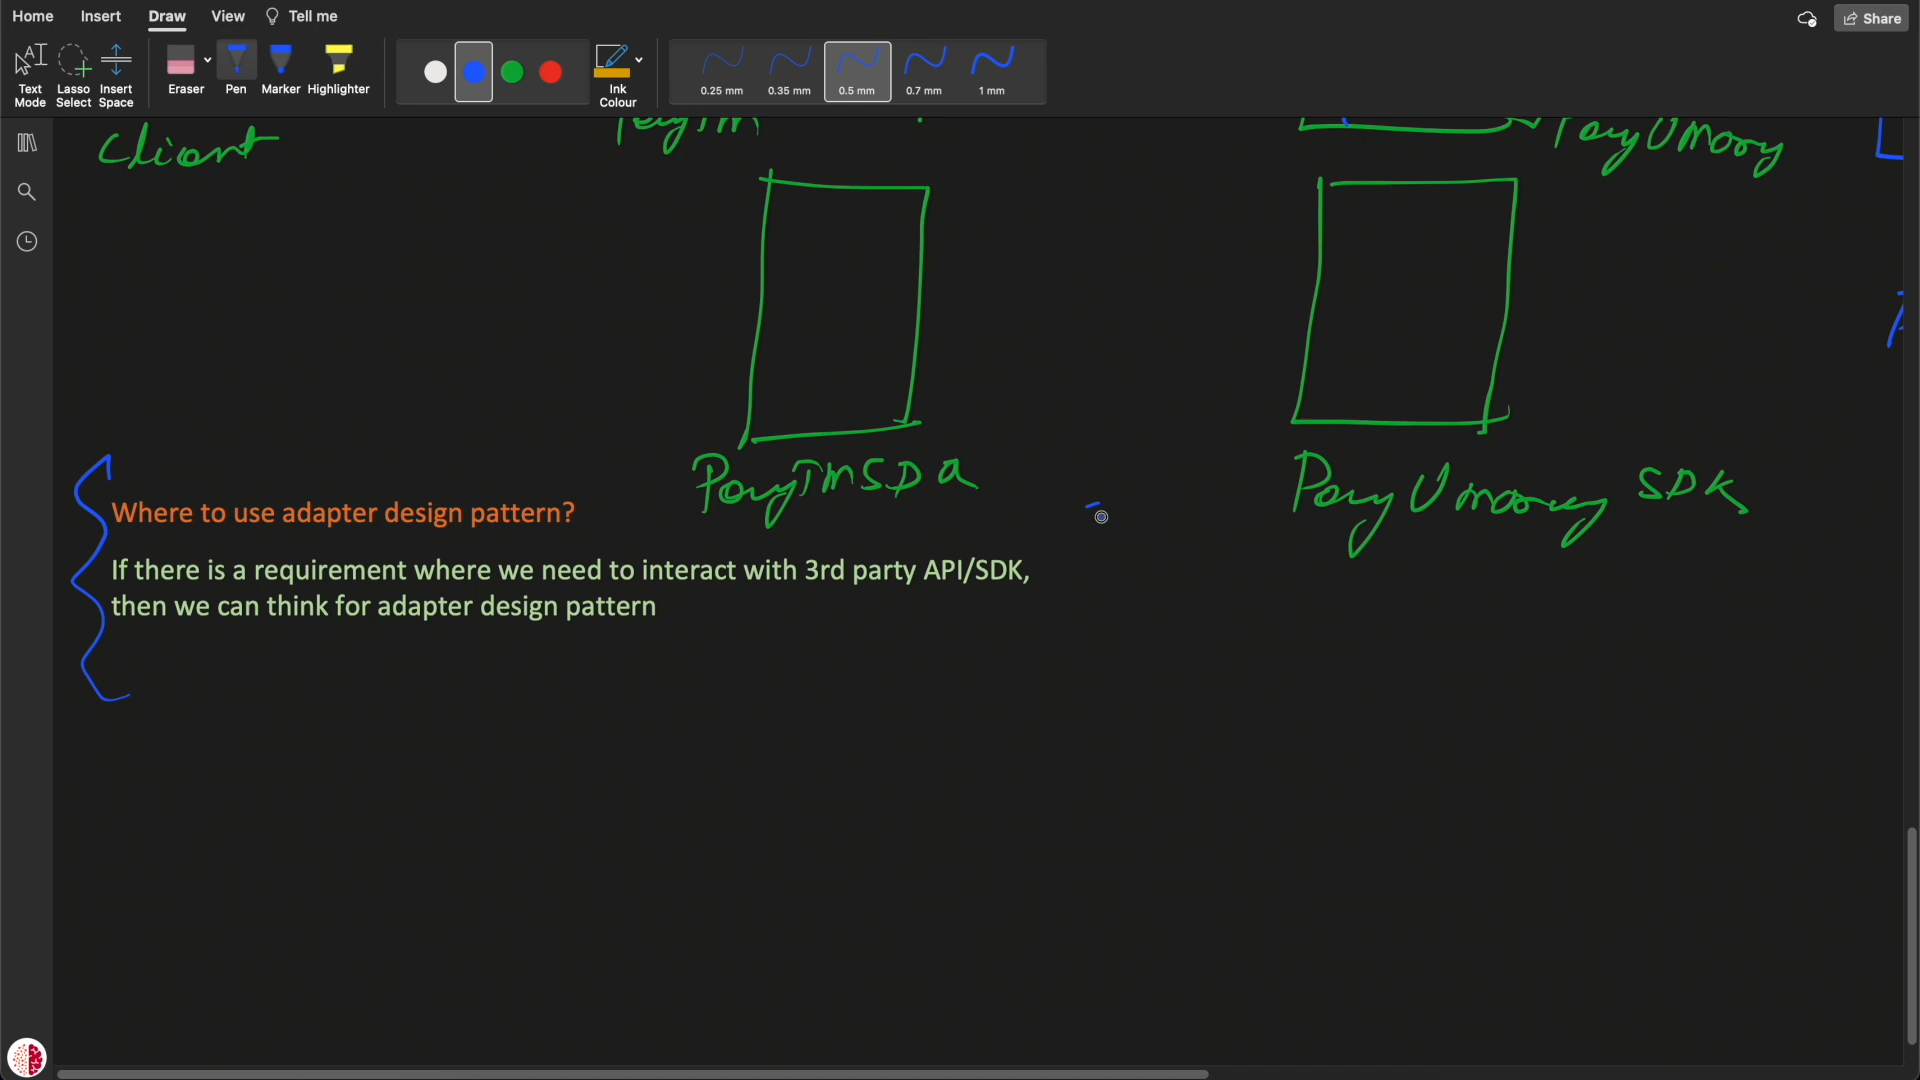 Home Insert Draw View Tell me Share
Text Mode Lasso Select Insert Space Eraser Pen Marker Highlighter Ink Colour 0.25 mm 0.35 mm 0.5 mm 0.7 mm 1 mm
Client
PayTmSD
PayUmoney SDK
Where to use adapter design pattern?
If there is a requirement where we need to interact with 3rd party API/SDK,
then we can think for adapter design pattern